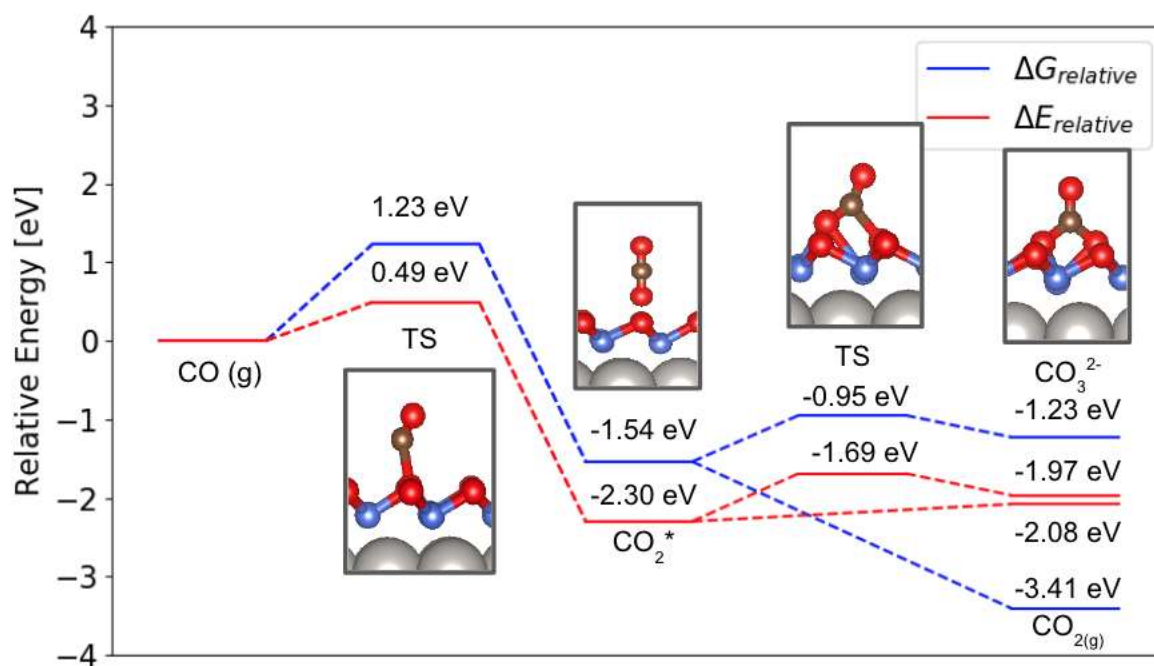 4
3
2
1
0
−1
−2
−3
−4
Relative Energy [eV]
ΔG_relative
ΔE_relative
1.23 eV
0.49 eV
TS
CO (g)
-1.54 eV
-2.30 eV
CO₂*
TS
-0.95 eV
-1.69 eV
CO₃²⁻
-1.23 eV
-1.97 eV
-2.08 eV
-3.41 eV
CO₂₍g₎